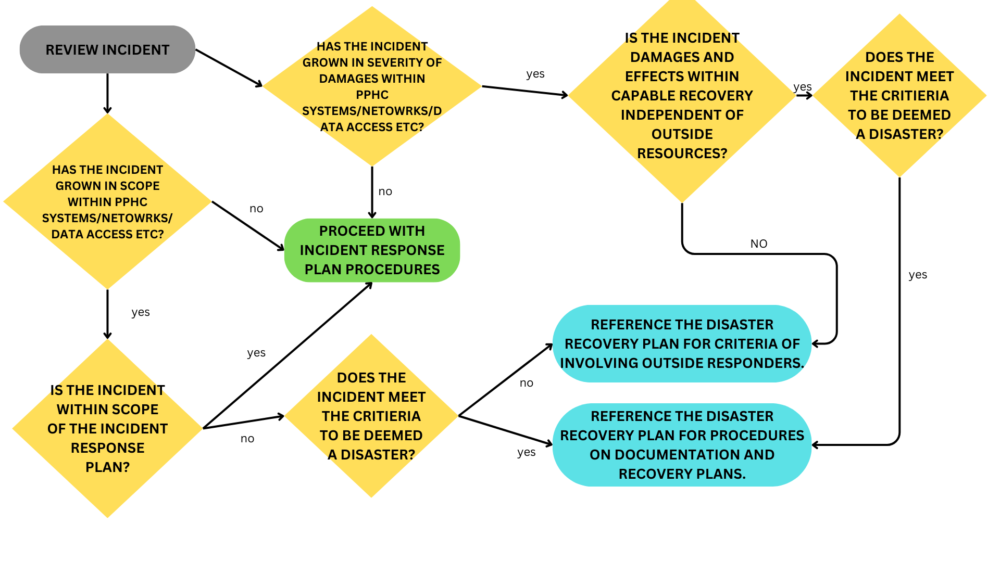 REVIEW INCIDENT
HAS THE INCIDENT
GROWN IN SEVERITY OF
DAMAGES WITHIN
PPHC
SYSTEMS/NETOWRKS/D
ATA ACCESS ETC?
yes
IS THE INCIDENT
DAMAGES AND
EFFECTS WITHIN
CAPABLE RECOVERY
INDEPENDENT OF
OUTSIDE
RESOURCES?
yes
DOES THE
INCIDENT MEET
THE CRITIERIA
TO BE DEEMED
A DISASTER?
HAS THE INCIDENT
GROWN IN SCOPE
WITHIN PPHC
SYSTEMS/NETOWRKS/
DATA ACCESS ETC?
no
no
PROCEED WITH
INCIDENT RESPONSE
PLAN PROCEDURES
NO
yes
yes
IS THE INCIDENT
WITHIN SCOPE
OF THE INCIDENT
RESPONSE
PLAN?
yes
no
DOES THE
INCIDENT MEET
THE CRITIERIA
TO BE DEEMED
A DISASTER?
no
yes
REFERENCE THE DISASTER
RECOVERY PLAN FOR CRITERIA OF
INVOLVING OUTSIDE RESPONDERS.
REFERENCE THE DISASTER
RECOVERY PLAN FOR PROCEDURES
ON DOCUMENTATION AND
RECOVERY PLANS.